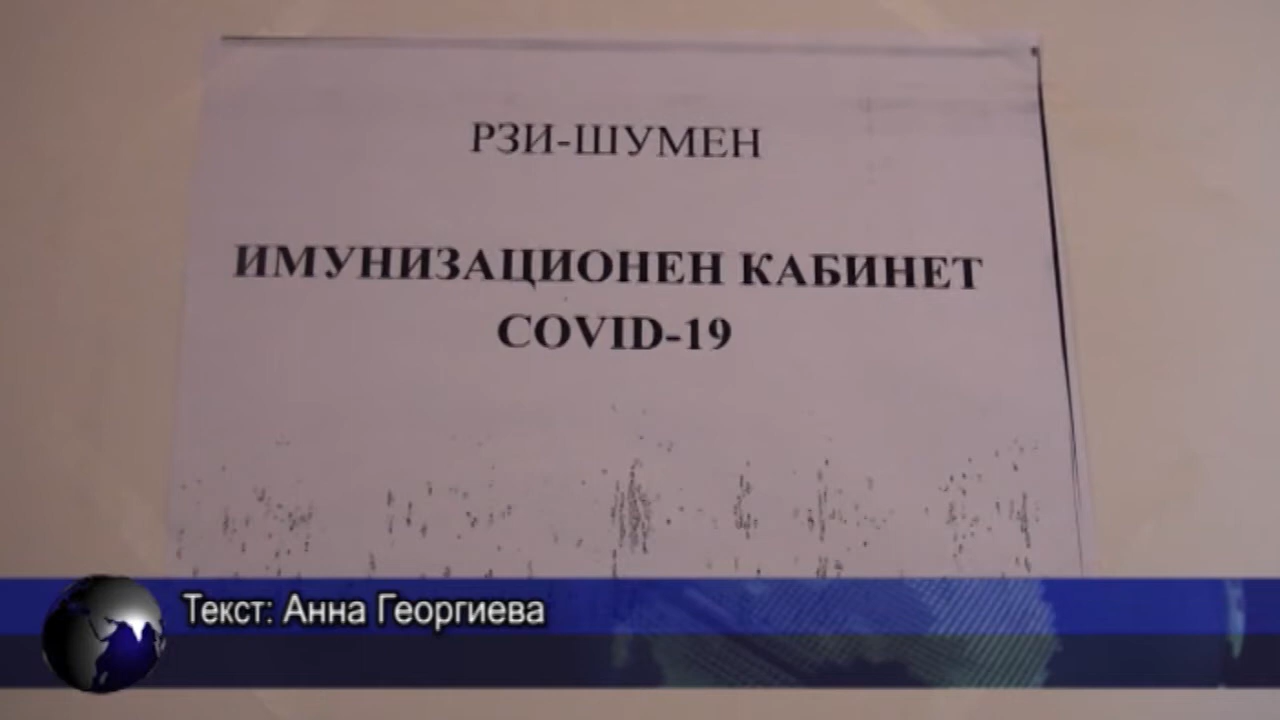 РЗИ-ШУМЕН
ИМУНИЗАЦИОНЕН КАБИНЕТ
COVID-19
Текст: Анна Георгиева